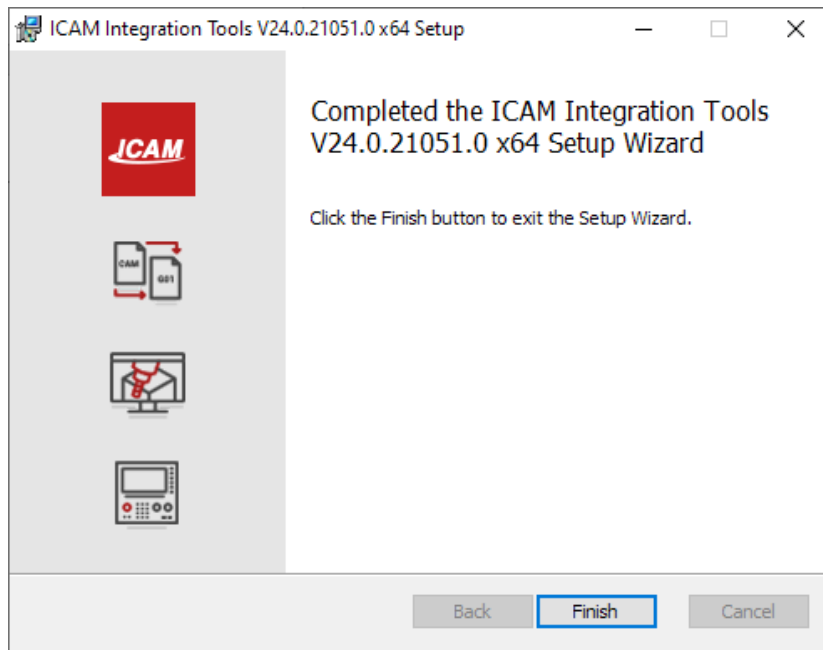 ICAM Integration Tools V24.0.21051.0 x64 Setup
ICAM
CAM
G01
Completed the ICAM Integration Tools
V24.0.21051.0 x64 Setup Wizard
Click the Finish button to exit the Setup Wizard.
Back
Finish
Cancel